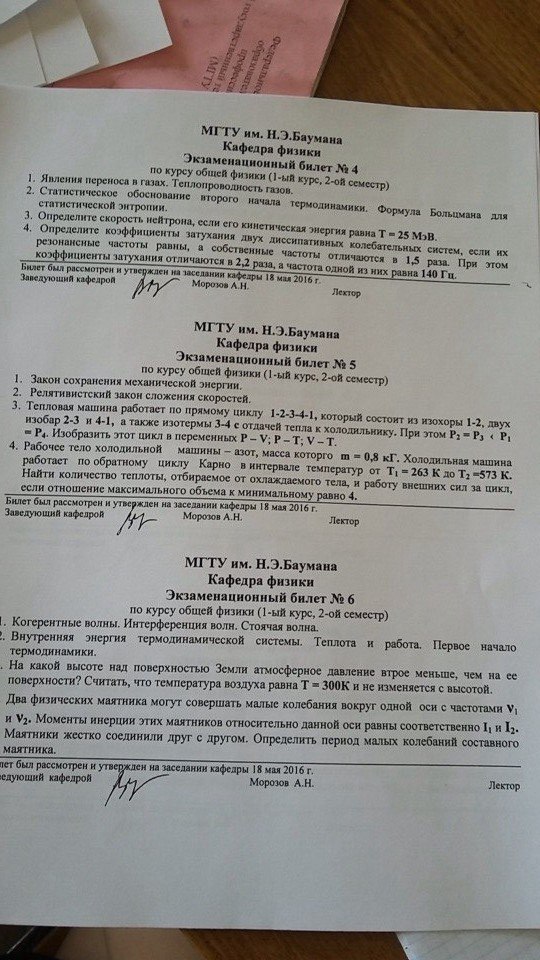 Федеральное
образовател
професси
(МГТУ
МГТУ им. Н.Э.Баумана
Кафедра физики
Экзаменационный билет № 4
по курсу общей физики (1-ый курс, 2-ой семестр)
1. Явления переноса в газах. Теплопроводность газов.
2. Статистическое обоснование второго начала термодинамики. Формула Больцмана для
статистической энтропии.
3. Определите скорость нейтрона, если его кинетическая энергия равна T = 25 МэВ.
4. Определите коэффициенты затухания двух диссипативных колебательных систем, если их
резонансные частоты равны, а собственные частоты отличаются в 1,5 раза. При этом
коэффициенты затухания отличаются в 2,2 раза, а частота одной из них равна 140 Гц.
Билет был рассмотрен и утвержден на заседании кафедры 18 мая 2016 г.
Заведующий кафедрой Морозов А.Н. Лектор
МГТУ им. Н.Э.Баумана
Кафедра физики
Экзаменационный билет № 5
по курсу общей физики (1-ый курс, 2-ой семестр)
1. Закон сохранения механической энергии.
2. Релятивистский закон сложения скоростей.
3. Тепловая машина работает по прямому циклу 1-2-3-4-1, который состоит из изохоры 1-2, двух
изобар 2-3 и 4-1, а также изотермы 3-4 с отдачей тепла к холодильнику. При этом P2 = P3 < P1
= P4. Изобразить этот цикл в переменных P – V; P – T; V – T.
4. Рабочее тело холодильной машины – азот, масса которого m = 0,8 кГ. Холодильная машина
работает по обратному циклу Карно в интервале температур от T1 = 263 К до T2 =573 К.
Найти количество теплоты, отбираемое от охлаждаемого тела, и работу внешних сил за цикл,
если отношение максимального объема к минимальному равно 4.
Билет был рассмотрен и утвержден на заседании кафедры 18 мая 2016 г.
Заведующий кафедрой Морозов А.Н. Лектор
МГТУ им. Н.Э.Баумана
Кафедра физики
Экзаменационный билет № 6
по курсу общей физики (1-ый курс, 2-ой семестр)
1. Когерентные волны. Интерференция волн. Стоячая волна.
2. Внутренняя энергия термодинамической системы. Теплота и работа. Первое начало
термодинамики.
. На какой высоте над поверхностью Земли атмосферное давление втрое меньше, чем на ее
поверхности? Считать, что температура воздуха равна T = 300К и не изменяется с высотой.
Два физических маятника могут совершать малые колебания вокруг одной оси с частотами ν1
и ν2. Моменты инерции этих маятников относительно данной оси равны соответственно I1 и I2.
Маятники жестко соединили друг с другом. Определить период малых колебаний составного
маятника.
лет был рассмотрен и утвержден на заседании кафедры 18 мая 2016 г.
ведующий кафедрой Морозов А.Н. Лектор